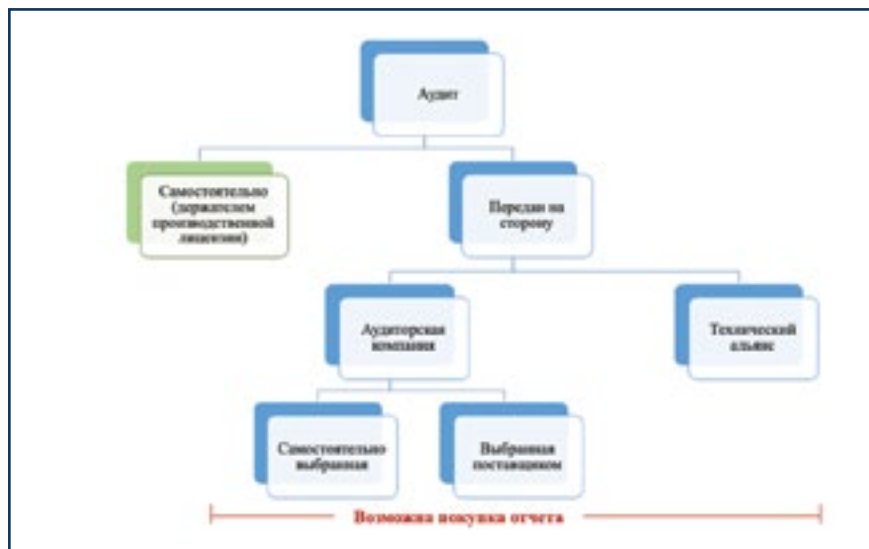 Аудит
Самостоятельно
(держателем
производственной
лицензии)
Передан на
сторону
Аудиторская
компания
Технический
альянс
Самостоятельно
выбранная
Выбранная
поставщиком
Возможна покупка отчета